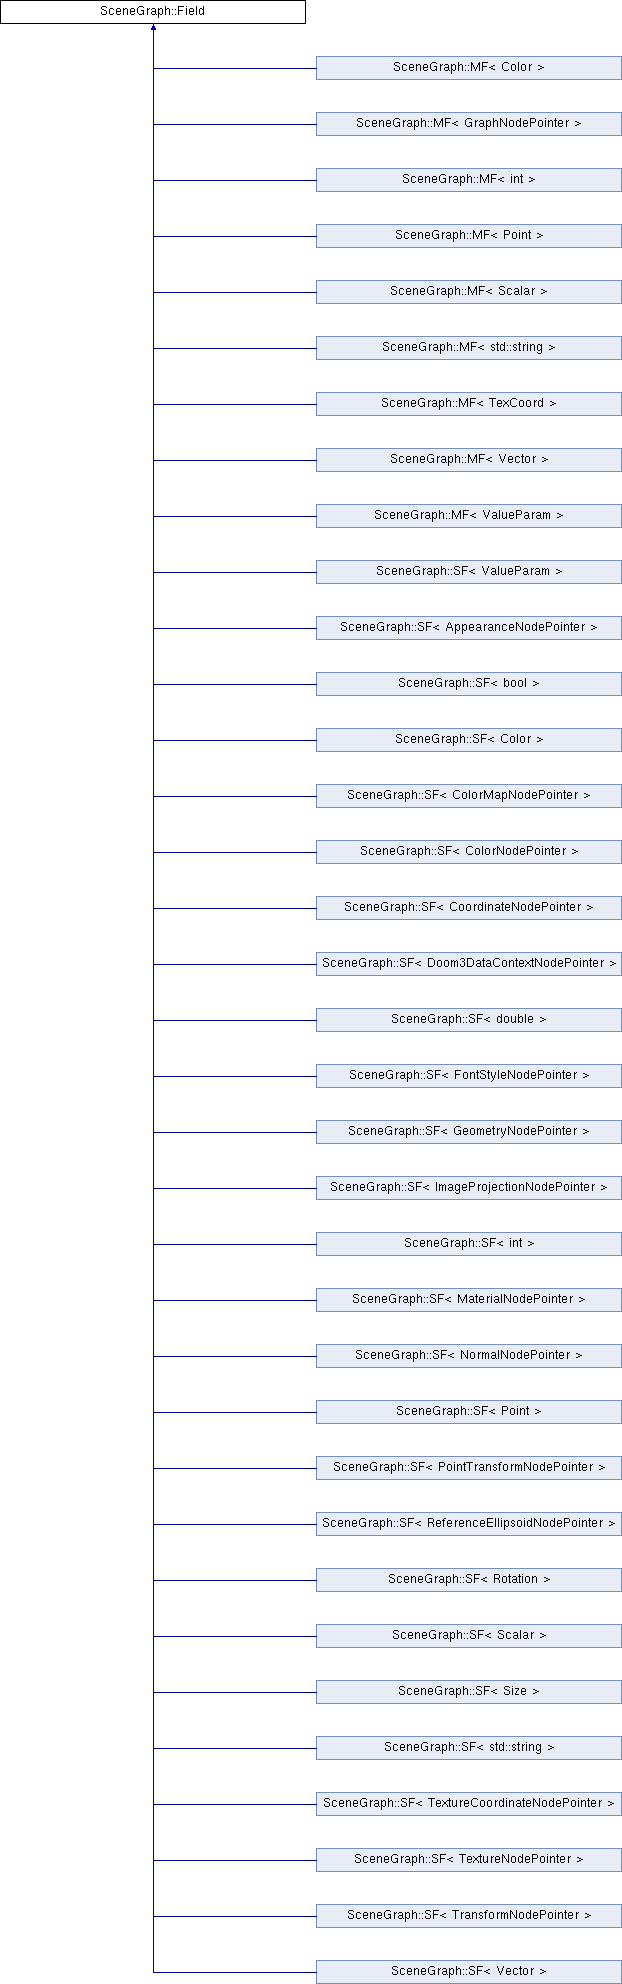 SceneGraph::Field
SceneGraph::MF< Color >
SceneGraph::MF< GraphNodePointer >
SceneGraph::MF< int >
SceneGraph::MF< Point >
SceneGraph::MF< Scalar >
SceneGraph::MF< std::string >
SceneGraph::MF< TexCoord >
SceneGraph::MF< Vector >
SceneGraph::MF< ValueParam >
SceneGraph::SF< ValueParam >
SceneGraph::SF< AppearanceNodePointer >
SceneGraph::SF< bool >
SceneGraph::SF< Color >
SceneGraph::SF< ColorMapNodePointer >
SceneGraph::SF< ColorNodePointer >
SceneGraph::SF< CoordinateNodePointer >
SceneGraph::SF< Doom3DataContextNodePointer >
SceneGraph::SF< double >
SceneGraph::SF< FontStyleNodePointer >
SceneGraph::SF< GeometryNodePointer >
SceneGraph::SF< ImageProjectionNodePointer >
SceneGraph::SF< int >
SceneGraph::SF< MaterialNodePointer >
SceneGraph::SF< NormalNodePointer >
SceneGraph::SF< Point >
SceneGraph::SF< PointTransformNodePointer >
SceneGraph::SF< ReferenceEllipsoidNodePointer >
SceneGraph::SF< Rotation >
SceneGraph::SF< Scalar >
SceneGraph::SF< Size >
SceneGraph::SF< std::string >
SceneGraph::SF< TextureCoordinateNodePointer >
SceneGraph::SF< TextureNodePointer >
SceneGraph::SF< TransformNodePointer >
SceneGraph::SF< Vector >